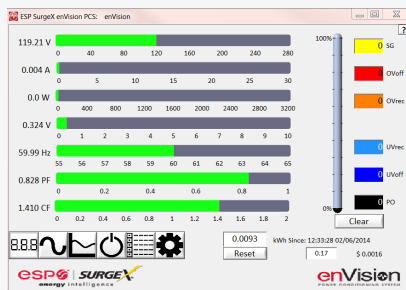 ESP SurgeX enVision PCS: enVision
?
119.21 V
0 40 80 120 160 200 240 280
0.004 A
0 5 10 15 20 25 30
0.0 W
0 400 800 1200 1600 2000 2400 2800 3200
0.324 V
0 1 2 3 4 5 6 7 8 9 10
59.99 Hz
55 56 57 58 59 60 61 62 63 64 65
0.828 PF
0 0.2 0.4 0.6 0.8 1
1.410 CF
0 0.2 0.4 0.6 0.8 1 1.2 1.4 1.6 1.8 2
100%
0%
0 SG
0 OVoff
0 OVrec
0 UVrec
0 UVoff
0 PO
Clear
8.8.8
0.0093 kWh Since: 12:33:28 02/06/2014
Reset 0.17 $ 0.0016
ESP SURGEX
energy intelligence
enVision
POWER CONDITIONING SYSTEM